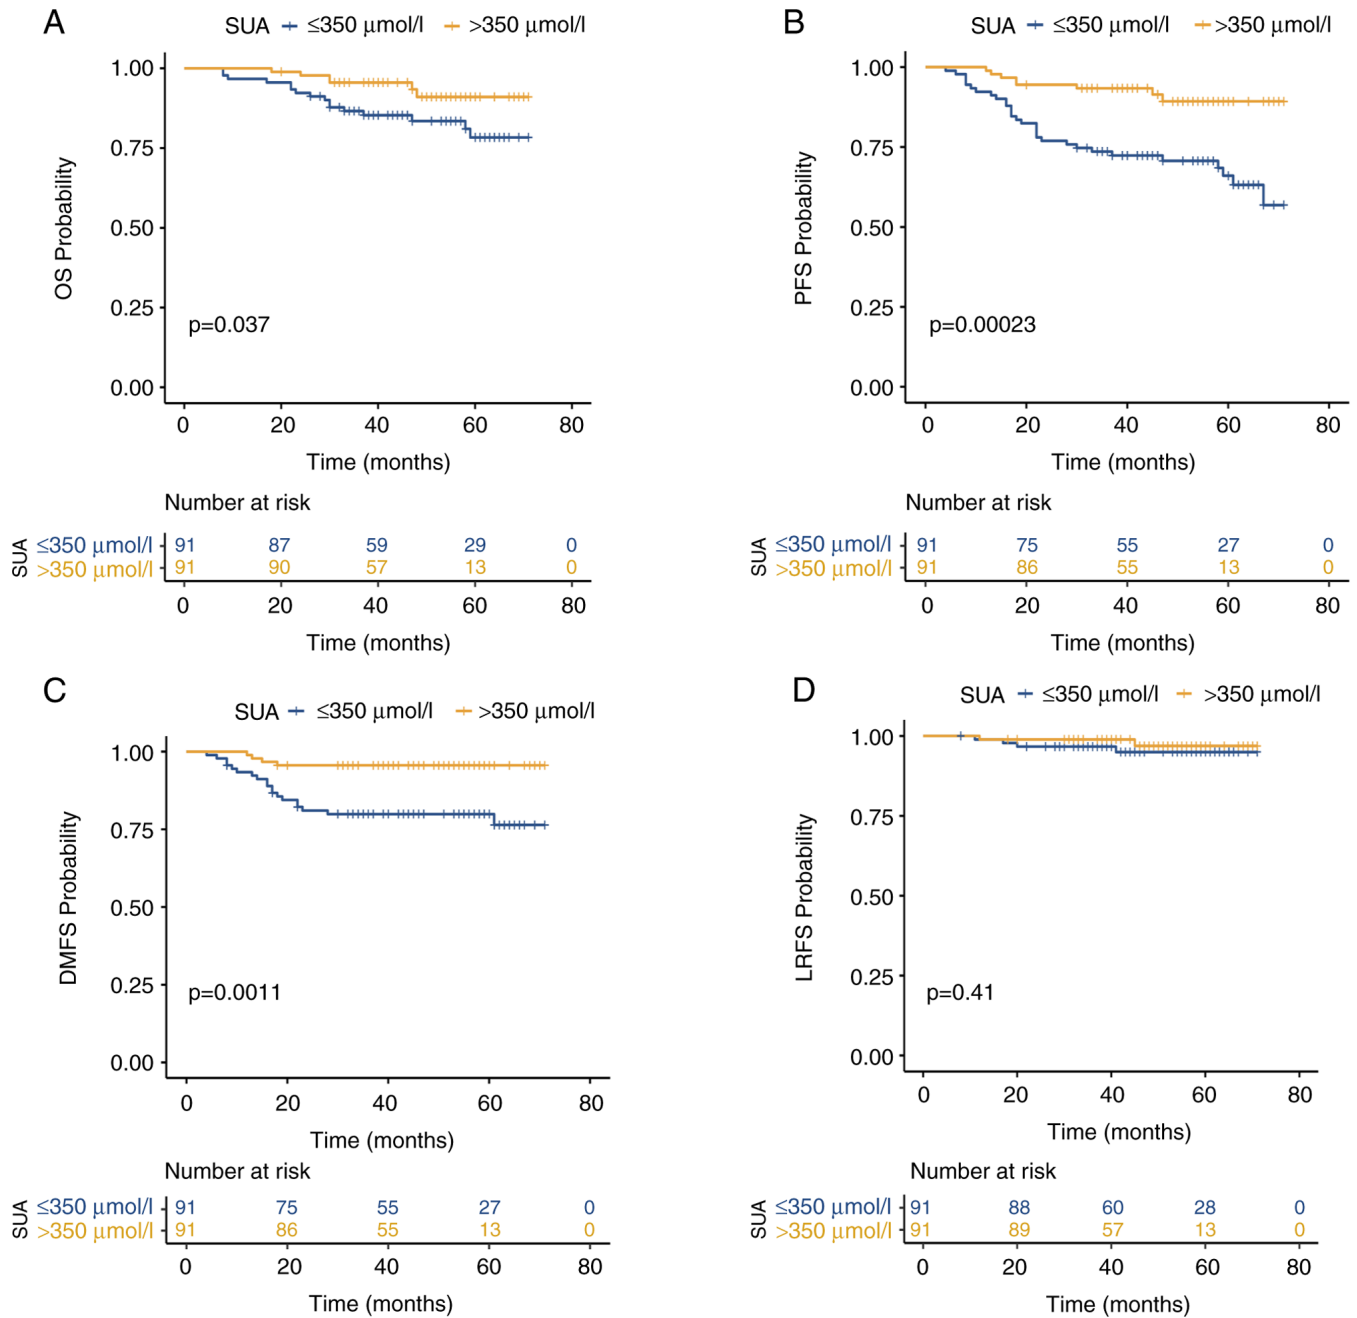 A
SUA ≤350 μmol/l >350 μmol/l
1.00
0.75
0.50
0.25
0.00
OS Probability
p=0.037
0 20 40 60 80
Time (months)
Number at risk
SUA
≤350 μmol/l 91 87 59 29 0
>350 μmol/l 91 90 57 13 0
0 20 40 60 80
Time (months)
B
SUA ≤350 μmol/l >350 μmol/l
1.00
0.75
0.50
0.25
0.00
PFS Probability
p=0.00023
0 20 40 60 80
Time (months)
Number at risk
SUA
≤350 μmol/l 91 75 55 27 0
>350 μmol/l 91 86 55 13 0
0 20 40 60 80
Time (months)
C
SUA ≤350 μmol/l >350 μmol/l
1.00
0.75
0.50
0.25
0.00
DMFS Probability
p=0.0011
0 20 40 60 80
Time (months)
Number at risk
SUA
≤350 μmol/l 91 75 55 27 0
>350 μmol/l 91 86 55 13 0
0 20 40 60 80
Time (months)
D
SUA ≤350 μmol/l >350 μmol/l
1.00
0.75
0.50
0.25
0.00
LRFS Probability
p=0.41
0 20 40 60 80
Time (months)
Number at risk
SUA
≤350 μmol/l 91 88 60 28 0
>350 μmol/l 91 89 57 13 0
0 20 40 60 80
Time (months)